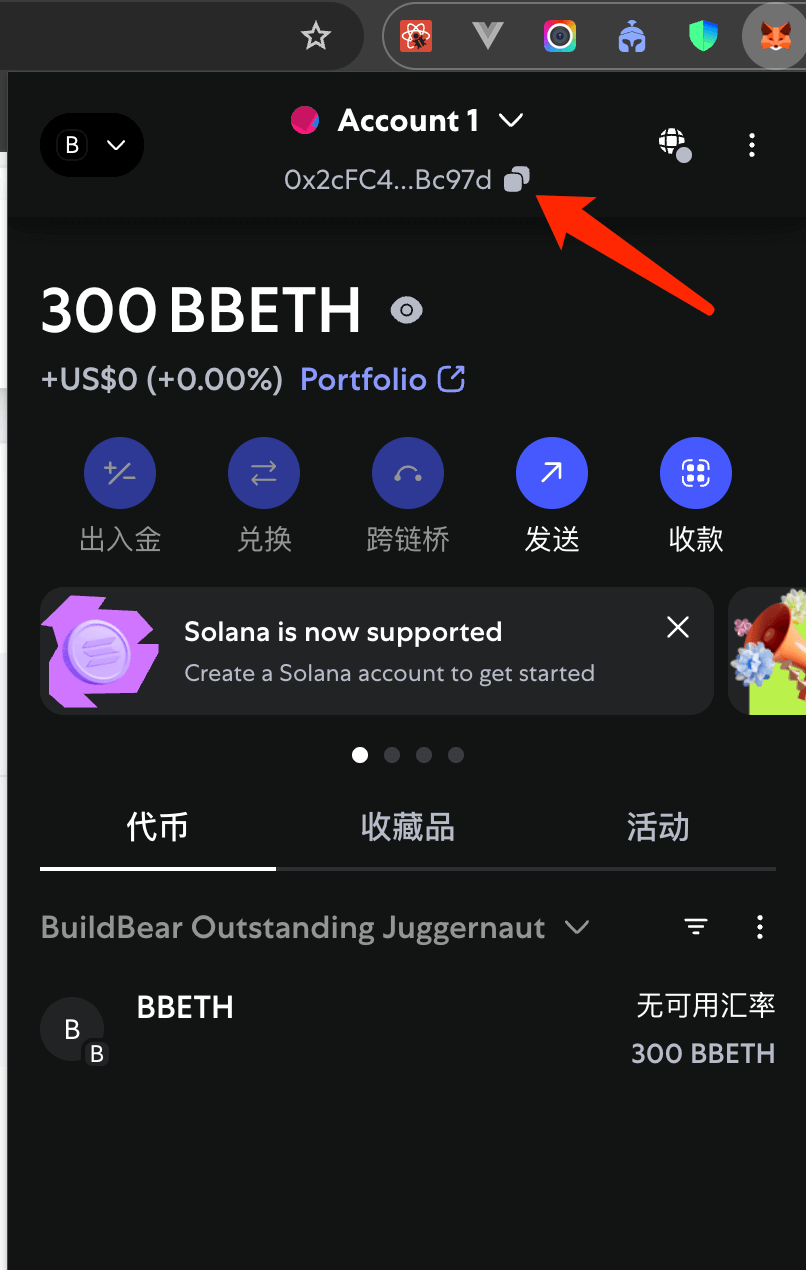 B
Account 1
0x2cFC4...Bc97d
300 BBETH
+US$0 (+0.00%) Portfolio
出入金 兑换 跨链桥 发送 收款
Solana is now supported
Create a Solana account to get started
代币 收藏品 活动
BuildBear Outstanding Juggernaut
B
B
BBETH
无可用汇率
300 BBETH